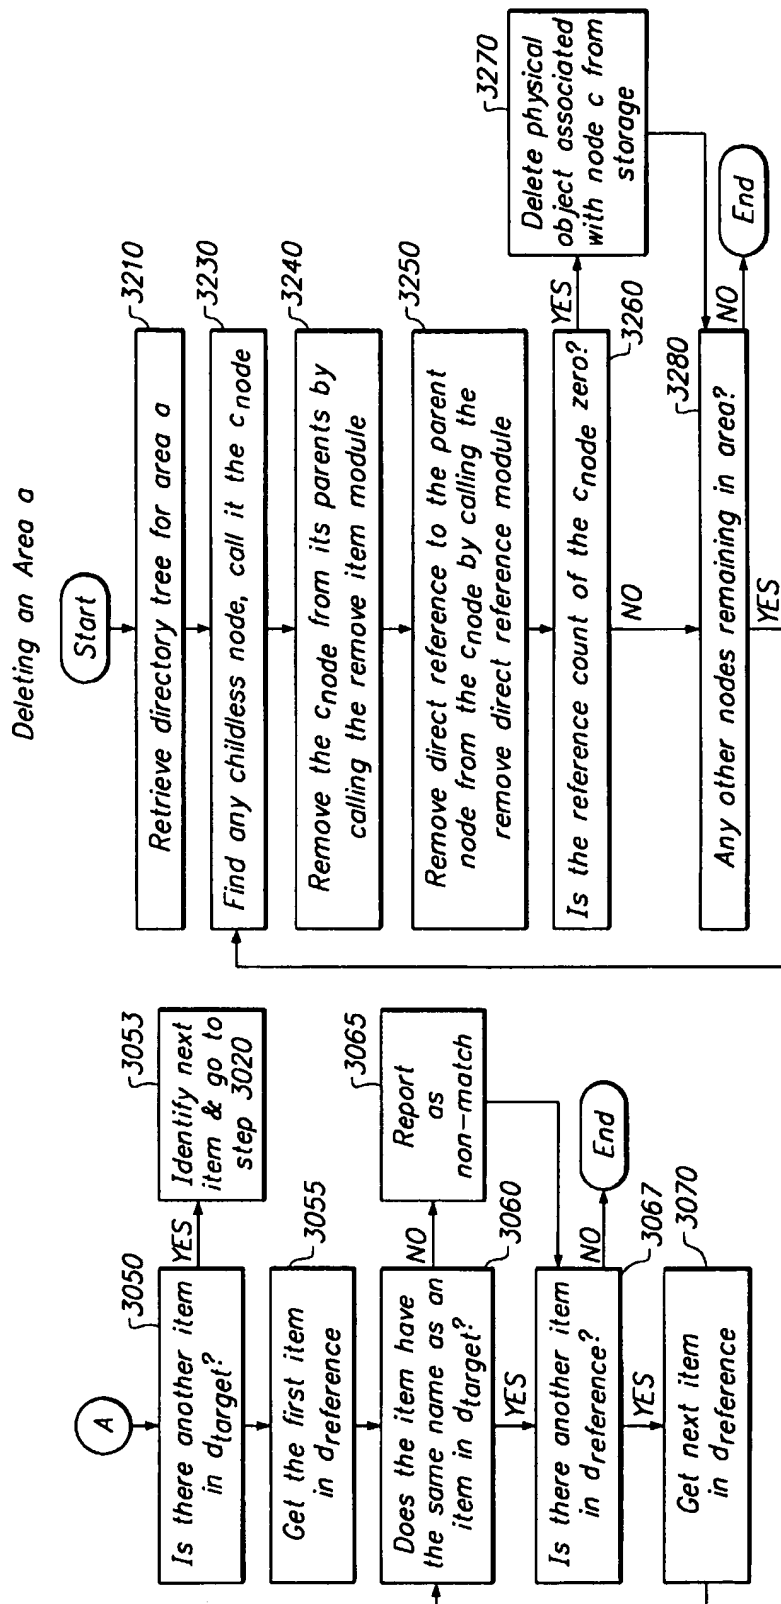 A
3050
Is there another item
in dtarget?
YES
3053
Identify next
item & go to
step 3020
3055
Get the first item
in dreference
Does the item have
the same name as an
item in dtarget?
3060
NO
3065
Report
as
non-match
YES
Is there another item
in dreference?
3067
NO
End
YES
3070
Get next item
in dreference
Deleting an Area a
Start
3210
Retrieve directory tree for area a
3230
Find any childless node, call it the cnode
3240
Remove the cnode from its parents by
calling the remove item module
3250
Remove direct reference to the parent
node from the cnode by calling the
remove direct reference module
Is the reference count of the cnode zero?
3260
YES
3270
Delete physical
object associated
with node c from
storage
NO
3280
Any other nodes remaining in area?
NO
End
YES